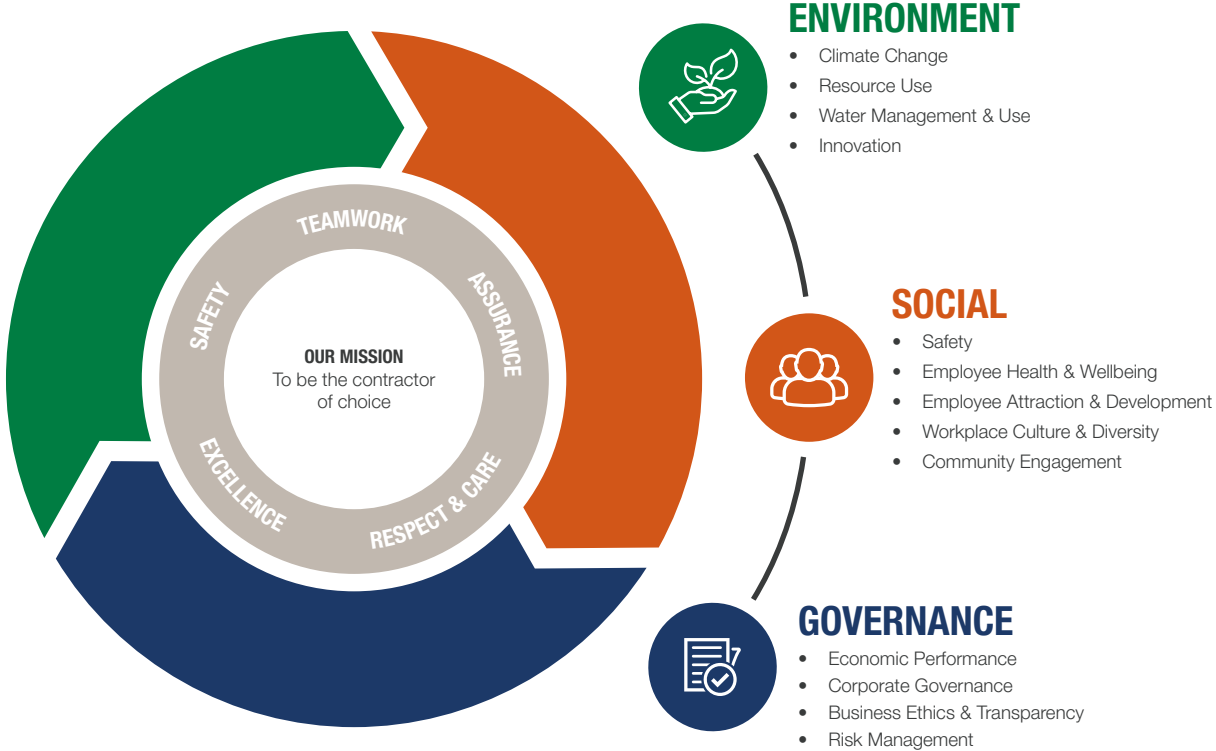 TEAMWORK
ASSURANCE
RESPECT & CARE
EXCELLENCE
SAFETY
OUR MISSION
To be the contractor
of choice
ENVIRONMENT
• Climate Change
• Resource Use
• Water Management & Use
• Innovation
SOCIAL
• Safety
• Employee Health & Wellbeing
• Employee Attraction & Development
• Workplace Culture & Diversity
• Community Engagement
GOVERNANCE
• Economic Performance
• Corporate Governance
• Business Ethics & Transparency
• Risk Management